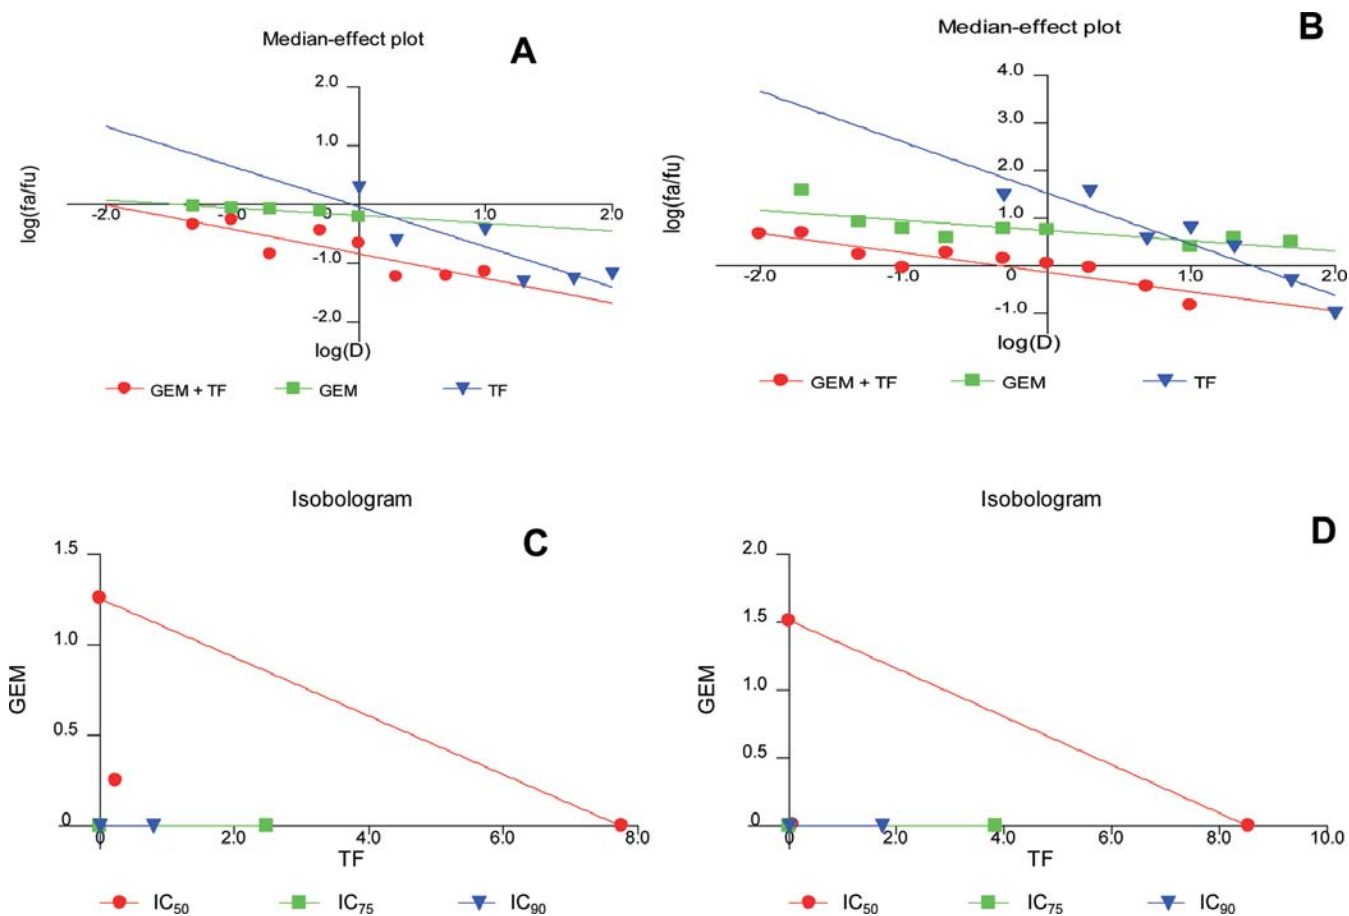 A
Median-effect plot
2.0
1.0
-2.0
-1.0
0
1.0
2.0
-1.0
-2.0
log(fa/fu)
log(D)
GEM + TF
GEM
TF
B
Median-effect plot
4.0
3.0
2.0
1.0
-2.0
-1.0
0
1.0
2.0
-1.0
log(fa/fu)
log(D)
GEM + TF
GEM
TF
Isobologram
C
1.5
1.0
0.5
0
0
2.0
4.0
6.0
8.0
GEM
TF
IC50
IC75
IC90
Isobologram
D
2.0
1.5
1.0
0.5
0
0
2.0
4.0
6.0
8.0
10.0
GEM
TF
IC50
IC75
IC90